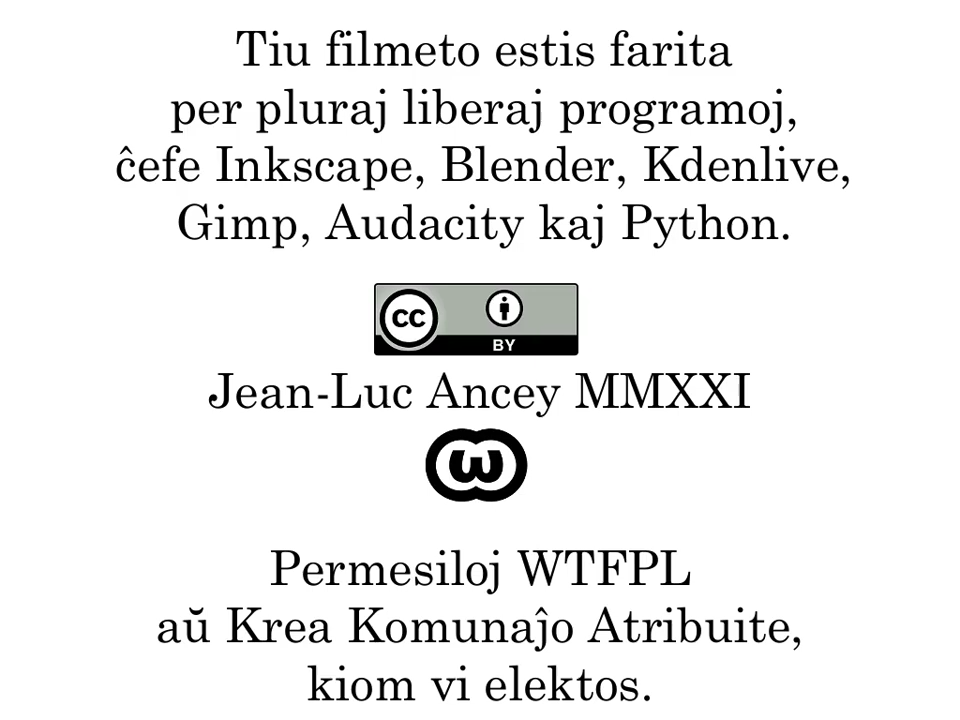 Tiu filmeto estis farita
per pluraj liberaj programoj,
ĉefe Inkscape, Blender, Kdenlive,
Gimp, Audacity kaj Python.
cc
BY
Jean-Luc Ancey MMXXI
ω
Permesiloj WTFPL
aŭ Krea Komunaĵo Atribuite,
kiom vi elektos.